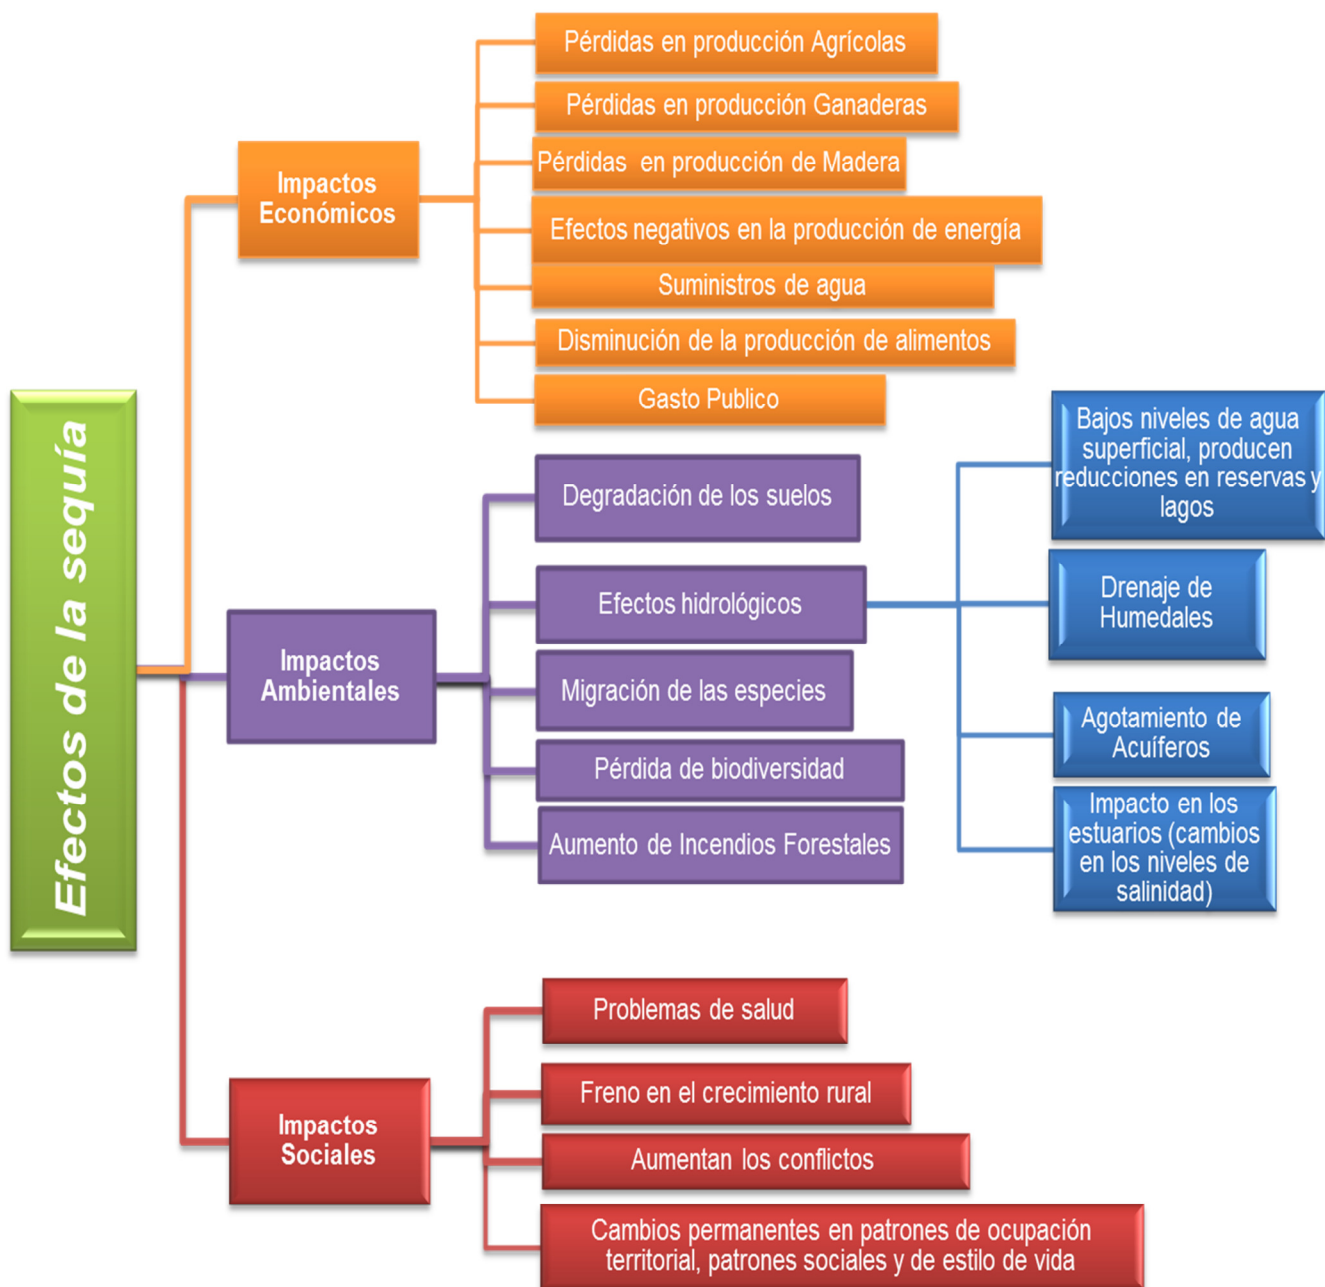 Efectos de la sequía
Impactos
Económicos
Pérdidas en producción Agrícolas
Pérdidas en producción Ganaderas
Pérdidas en producción de Madera
Efectos negativos en la producción de energía
Suministros de agua
Disminución de la producción de alimentos
Gasto Publico
Impactos
Ambientales
Degradación de los suelos
Efectos hidrológicos
Bajos niveles de agua
superficial, producen
reducciones en reservas y
lagos
Drenaje de
Humedales
Agotamiento de
Acuíferos
Impacto en los
estuarios (cambios
en los niveles de
salinidad)
Migración de las especies
Pérdida de biodiversidad
Aumento de Incendios Forestales
Impactos
Sociales
Problemas de salud
Freno en el crecimiento rural
Aumentan los conflictos
Cambios permanentes en patrones de ocupación
territorial, patrones sociales y de estilo de vida